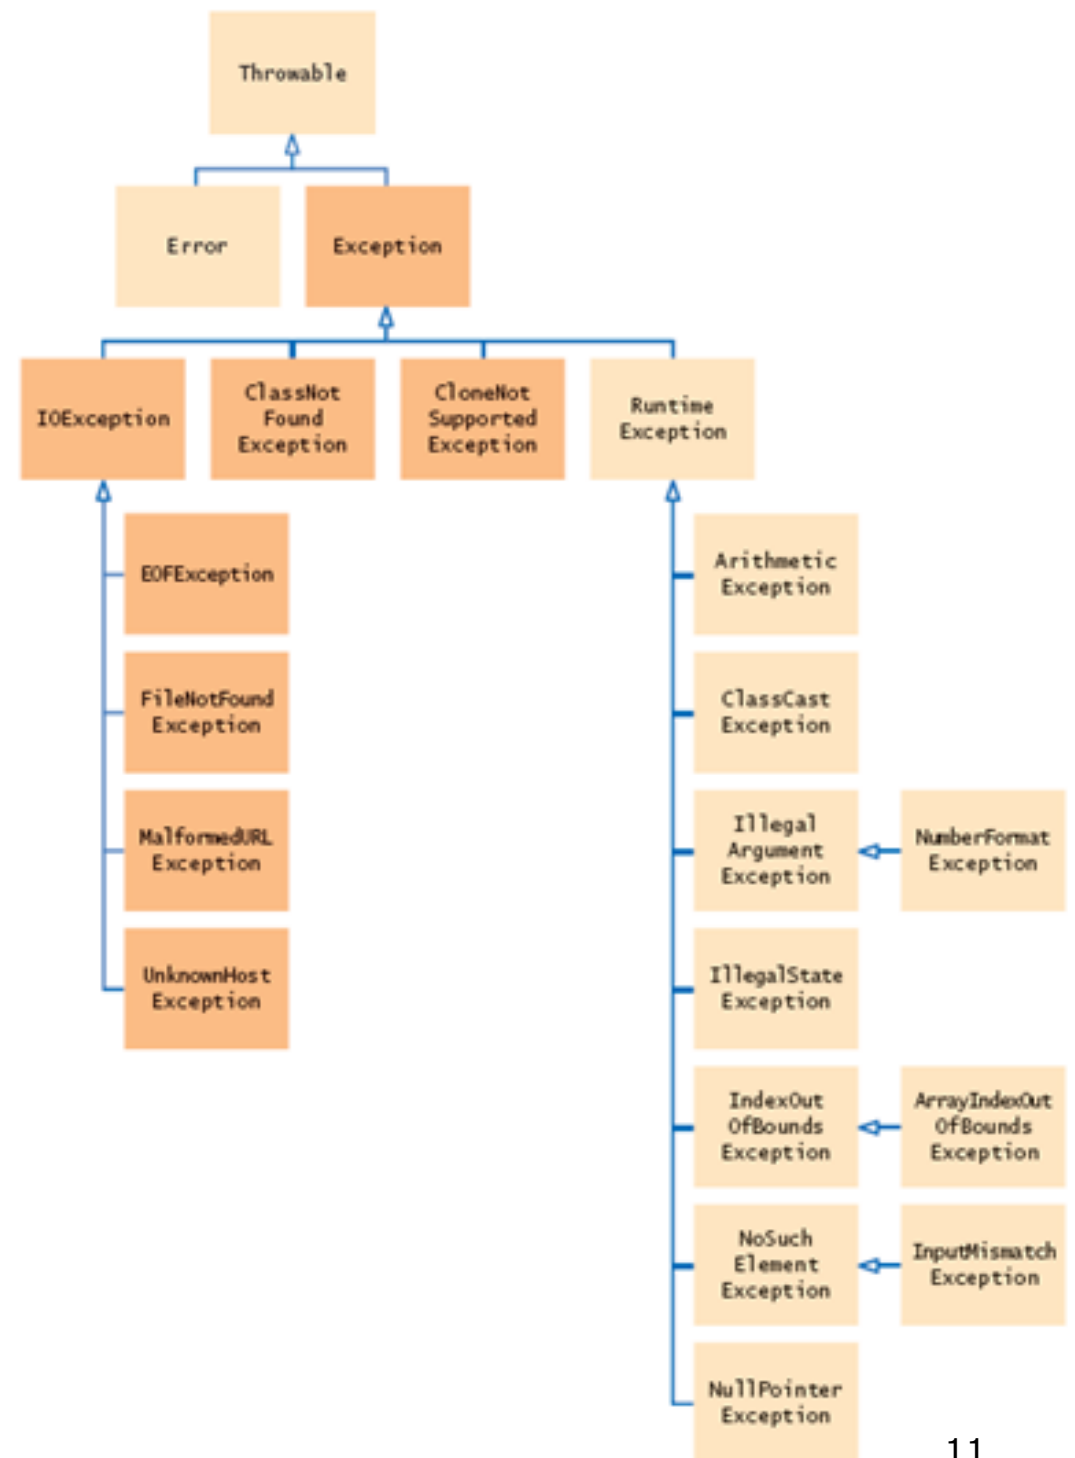 Throwable
Error
Exception
IOException
ClassNot
Found
Exception
CloneNot
Supported
Exception
Runtime
Exception
EOFException
FileNotFound
Exception
MalformedURL
Exception
UnknownHost
Exception
Arithmetic
Exception
ClassCast
Exception
Illegal
Argument
Exception
NumberFormat
Exception
IllegalState
Exception
IndexOut
OfBounds
Exception
ArrayIndexOut
OfBounds
Exception
NoSuch
Element
Exception
InputMismatch
Exception
NullPointer
Exception
11